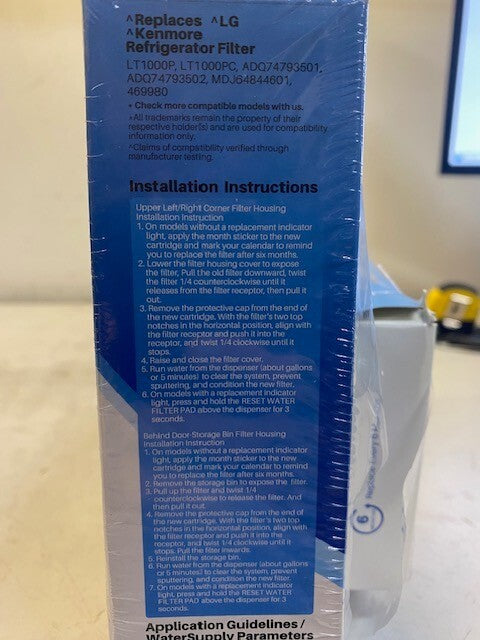 ^Replaces ^LG
^Kenmore
Refrigerator Filter
LT1000P, LT1000PC, ADQ74793501,
ADQ74793502, MDJ64844601,
469980
• Check more compatible models with us.
^All trademarks remain the property of their
respective holder(s) and are used for compatibility
information only.
^Claims of compatibility verified through
manufacturer testing.
Installation Instructions
Upper Left/Right Corner Filter Housing
Installation Instruction
1. On models without a replacement indicator
light, apply the month sticker to the new
cartridge and mark your calendar to remind
you to replace the filter after six months.
2. Lower the filter housing cover to expose
the filter. Pull the old filter downward, twist
the filter 1/4 counterclockwise until it
releases from the filter receptor, then pull it
out.
3. Remove the protective cap from the end of
the new cartridge. With the filter's two top
notches in the horizontal position, align with
the filter receptor and push it into the
receptor, and twist 1/4 clockwise until it
stops.
4. Raise and close the filter cover.
5. Run water from the dispenser (about gallons
or 5 minutes) to clear the system, prevent
sputtering, and condition the new filter.
6. On models with a replacement indicator
light, press and hold the RESET WATER
FILTER PAD above the dispenser for 3
seconds.
Behind Door-Storage Bin Filter Housing
Installation Instruction
1. On models without a replacement indicator
light, apply the month sticker to the new
cartridge and mark your calendar to remind
you to replace the filter after six months.
2. Remove the storage bin to expose the filter.
3. Pull up the filter and twist 1/4
counterclockwise to release the filter. And
then pull it out.
4. Remove the protective cap from the end of
the new cartridge. With the filter's two top
notches in the horizontal position, align with
the filter receptor and push it into the
receptor, and twist 1/4 clockwise until it
stops. Pull the filter inwards.
5. Reinstall the storage bin.
6. Run water from the dispenser (about gallons
or 5 minutes) to clear the system, prevent
sputtering, and condition the new filter.
7. On models with a replacement indicator
light, press and hold the RESET WATER
FILTER PAD above the dispenser for 3
seconds.
Application Guidelines/
WaterSupply Parameters
6